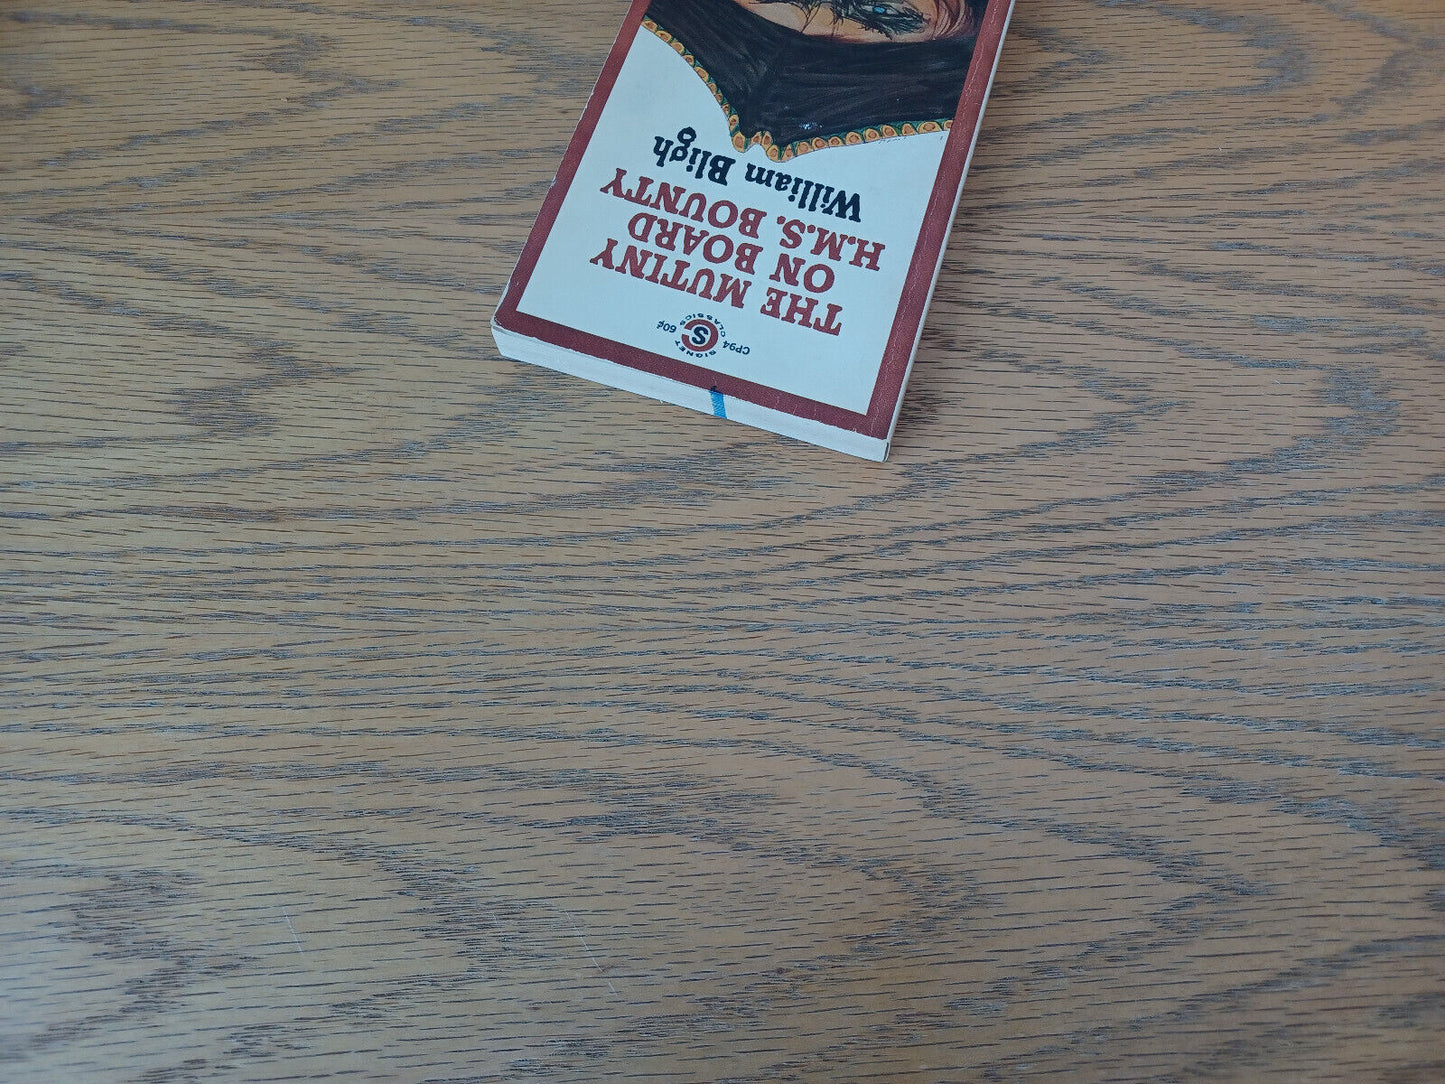 CP94 SIGNET CLASSICS 60¢
THE MUTINY
ON BOARD
H.M.S. BOUNTY
William Bligh